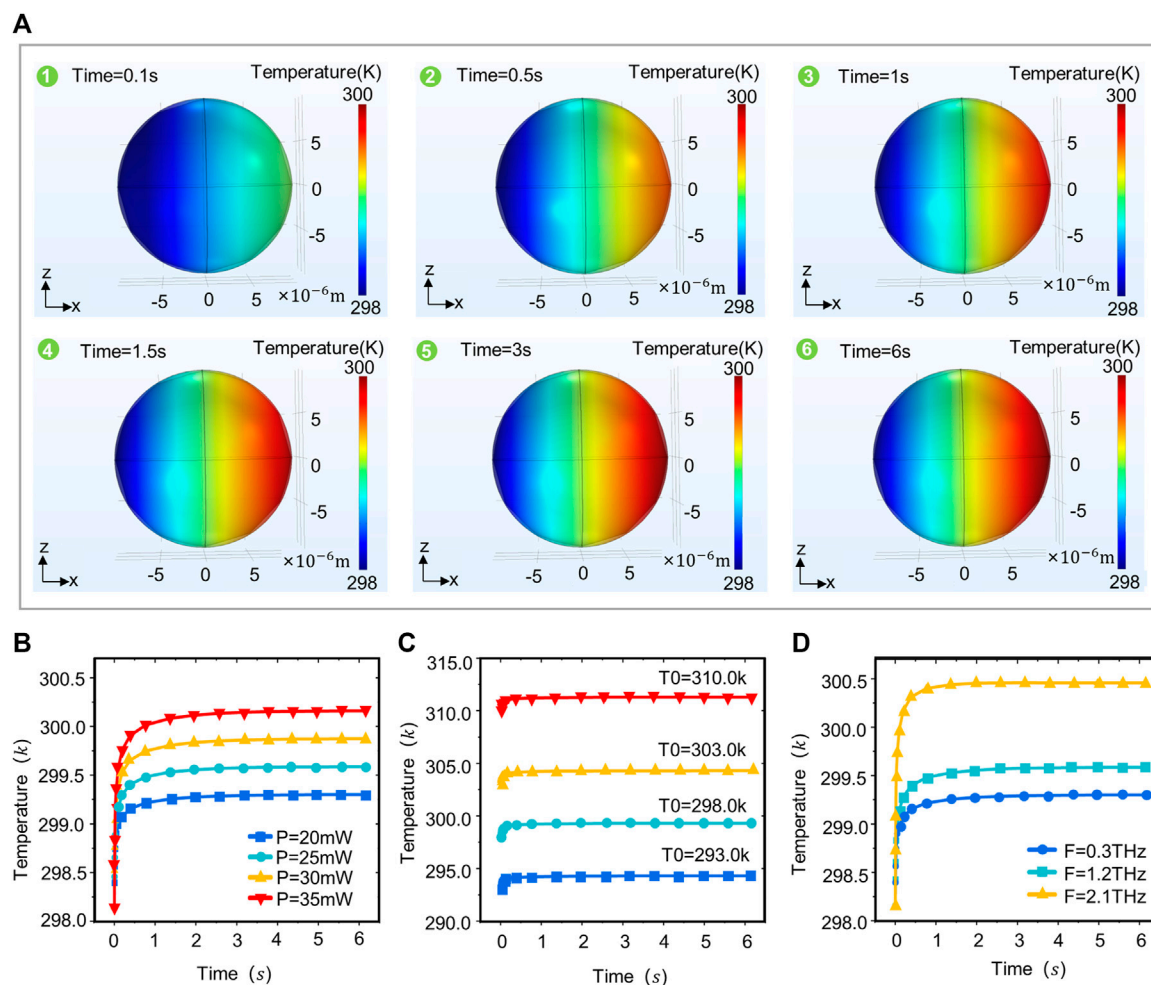 A
1 Time=0.1s Temperature(K)
300
5
0
-5
z
x
-5 0 5 ×10⁻⁶m
298
2 Time=0.5s Temperature(K)
300
5
0
-5
z
x
-5 0 5 ×10⁻⁶m
298
3 Time=1s Temperature(K)
300
5
0
-5
z
x
-5 0 5 ×10⁻⁶m
298
4 Time=1.5s Temperature(K)
300
5
0
-5
z
x
-5 0 5 ×10⁻⁶m
298
5 Time=3s Temperature(K)
300
5
0
-5
z
x
-5 0 5 ×10⁻⁶m
298
6 Time=6s Temperature(K)
300
5
0
-5
z
x
-5 0 5 ×10⁻⁶m
298
B
Temperature (k)
300.5
300.0
299.5
299.0
298.5
298.0
P=20mW
P=25mW
P=30mW
P=35mW
0 1 2 3 4 5 6
Time (s)
C
Temperature (k)
315.0
310.0
305.0
300.0
295.0
290.0
T0=310.0k
T0=303.0k
T0=298.0k
T0=293.0k
0 1 2 3 4 5 6
Time (s)
D
Temperature (k)
300.5
300.0
299.5
299.0
298.5
298.0
F=0.3THz
F=1.2THz
F=2.1THz
0 1 2 3 4 5 6
Time (s)